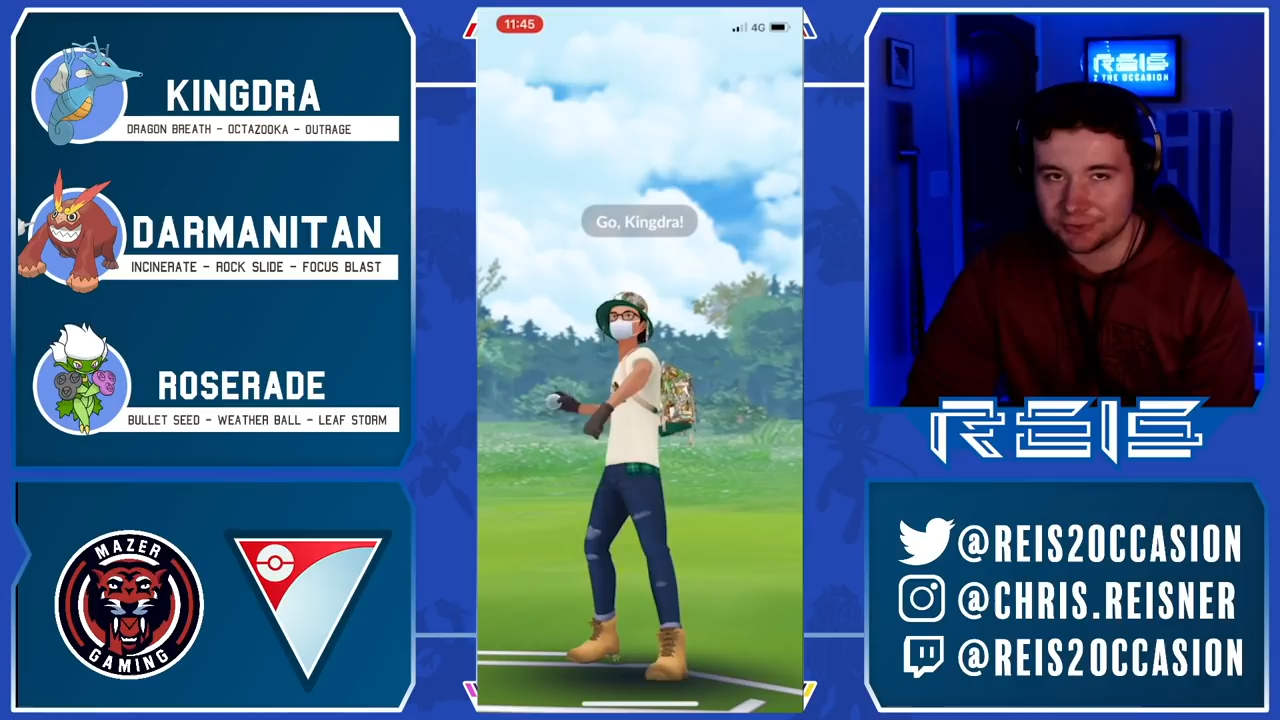 KINGDRA
DRAGON BREATH - OCTAZOOKA - OUTRAGE
DARMANITAN
INCINERATE - ROCK SLIDE - FOCUS BLAST
ROSERADE
BULLET SEED - WEATHER BALL - LEAF STORM
MAZER
GAMING
11:45
4G
Go, Kingdra!
REIS
2 THE OCCASION
REIS
@REIS2OCCASION
@CHRIS.REISNER
@REIS2OCCASION